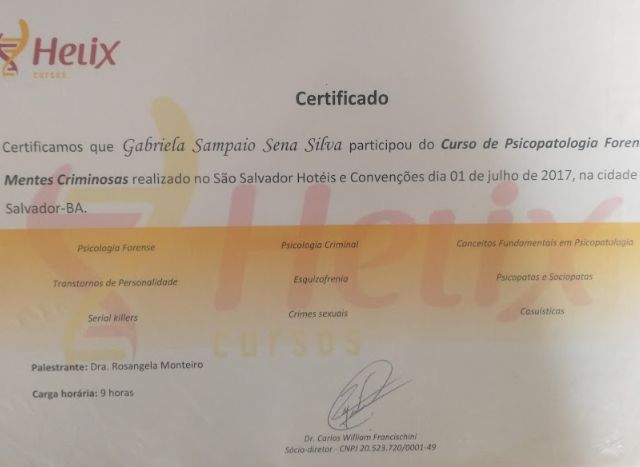 Helix
cursos
Certificado
Certificamos que Gabriela Sampaio Sena Silva participou do Curso de Psicopatologia Foren
Mentes Criminosas realizado no São Salvador Hotéis e Convenções dia 01 de julho de 2017, na cidade
Salvador-BA.
Helix
cursos
Psicologia Forense Psicologia Criminal Conceitos Fundamentais em Psicopatologia
Transtornos de Personalidade Esquizofrenia Psicopatas e Sociopatas
Serial killers Crimes sexuais Casuísticas
Palestrante: Dra. Rosangela Monteiro
Carga horária: 9 horas
Dr. Carlos William Francischini
Sócio-diretor - CNPJ 20.523.720/0001-49